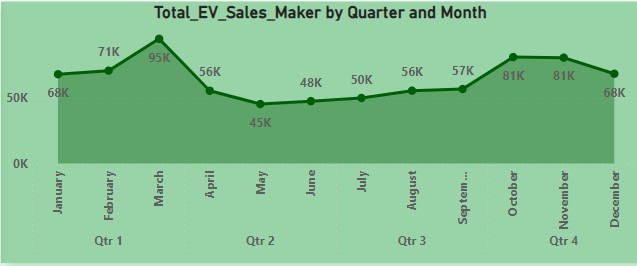 Total_EV_Sales_Maker by Quarter and Month
95K
71K
68K
56K
45K
48K
50K
56K
57K
81K
81K
68K
50K
0K
January
February
March
April
May
June
July
August
Septem...
October
November
December
Qtr 1
Qtr 2
Qtr 3
Qtr 4